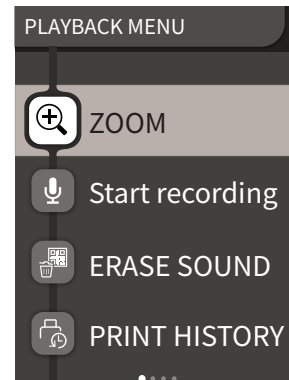 PLAYBACK MENU
ZOOM
Start recording
ERASE SOUND
PRINT HISTORY